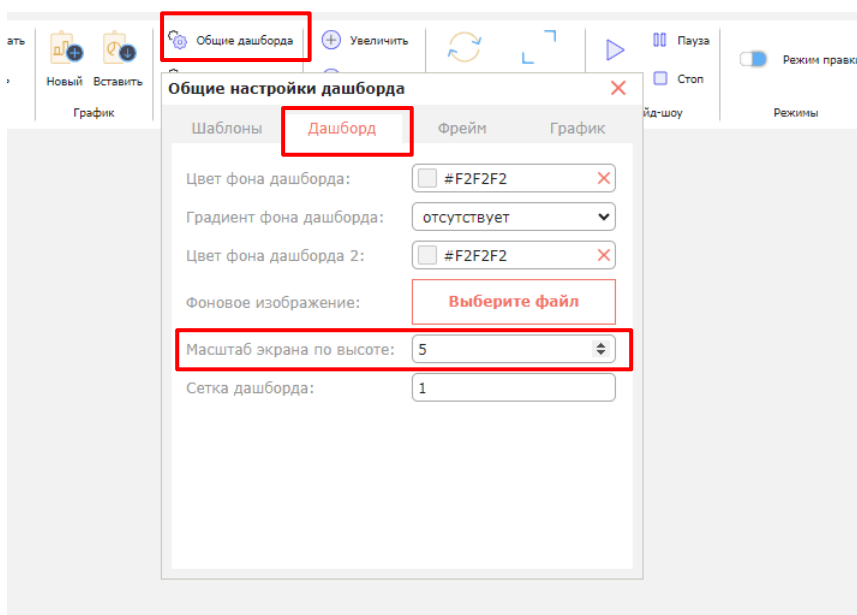 ать
Общие дашборда
Увеличить
Пауза
Новый Вставить
Стоп
Режим правки
График
йд-шоу
Режимы
Общие настройки дашборда
Шаблоны Дашборд Фрейм График
Цвет фона дашборда: #F2F2F2
Градиент фона дашборда: отсутствует
Цвет фона дашборда 2: #F2F2F2
Фоновое изображение: Выберите файл
Масштаб экрана по высоте: 5
Сетка дашборда: 1